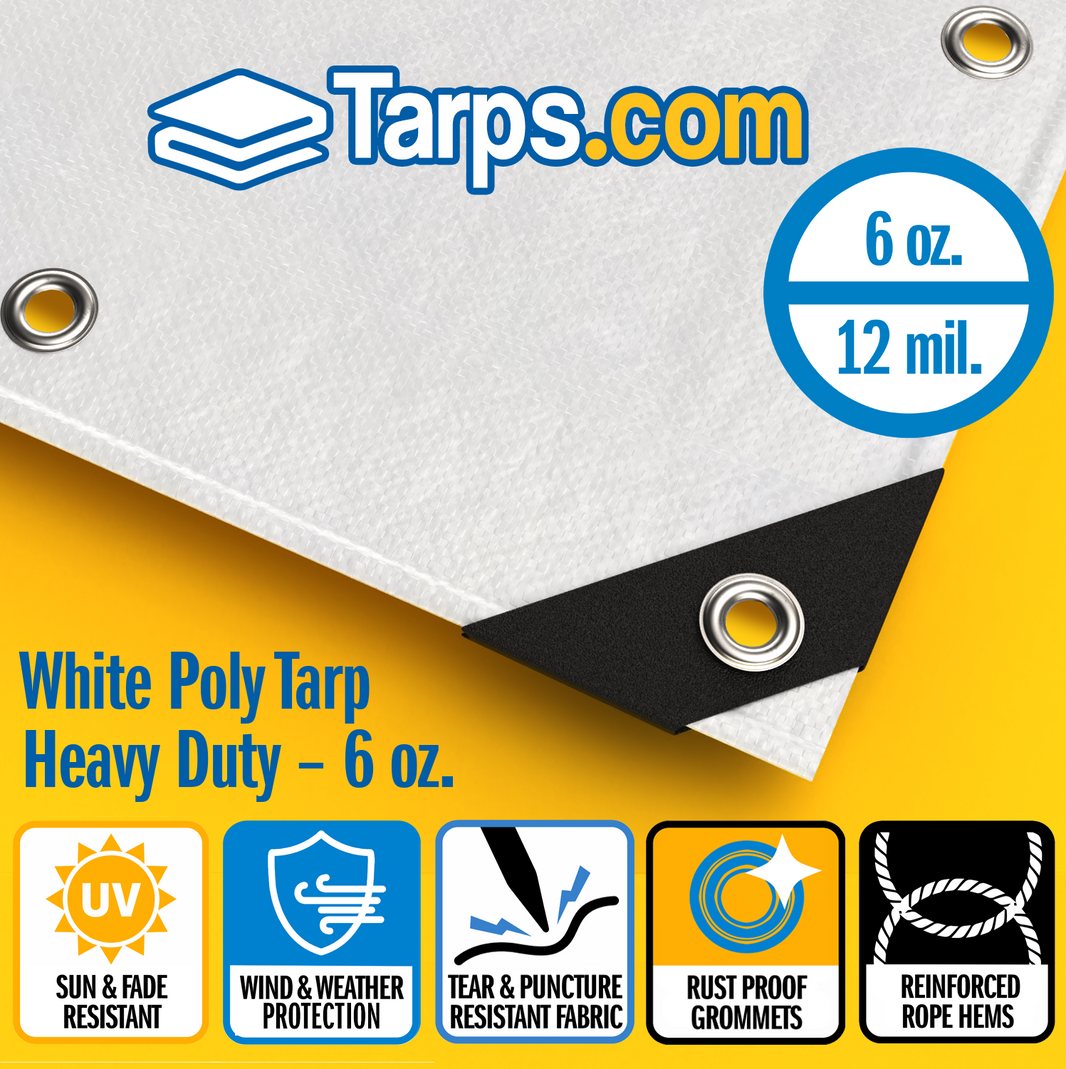 Tarps.com
6 oz.
12 mil.
White Poly Tarp
Heavy Duty – 6 oz.
UV
SUN & FADE
RESISTANT
WIND & WEATHER
PROTECTION
TEAR & PUNCTURE
RESISTANT FABRIC
RUST PROOF
GROMMETS
REINFORCED
ROPE HEMS